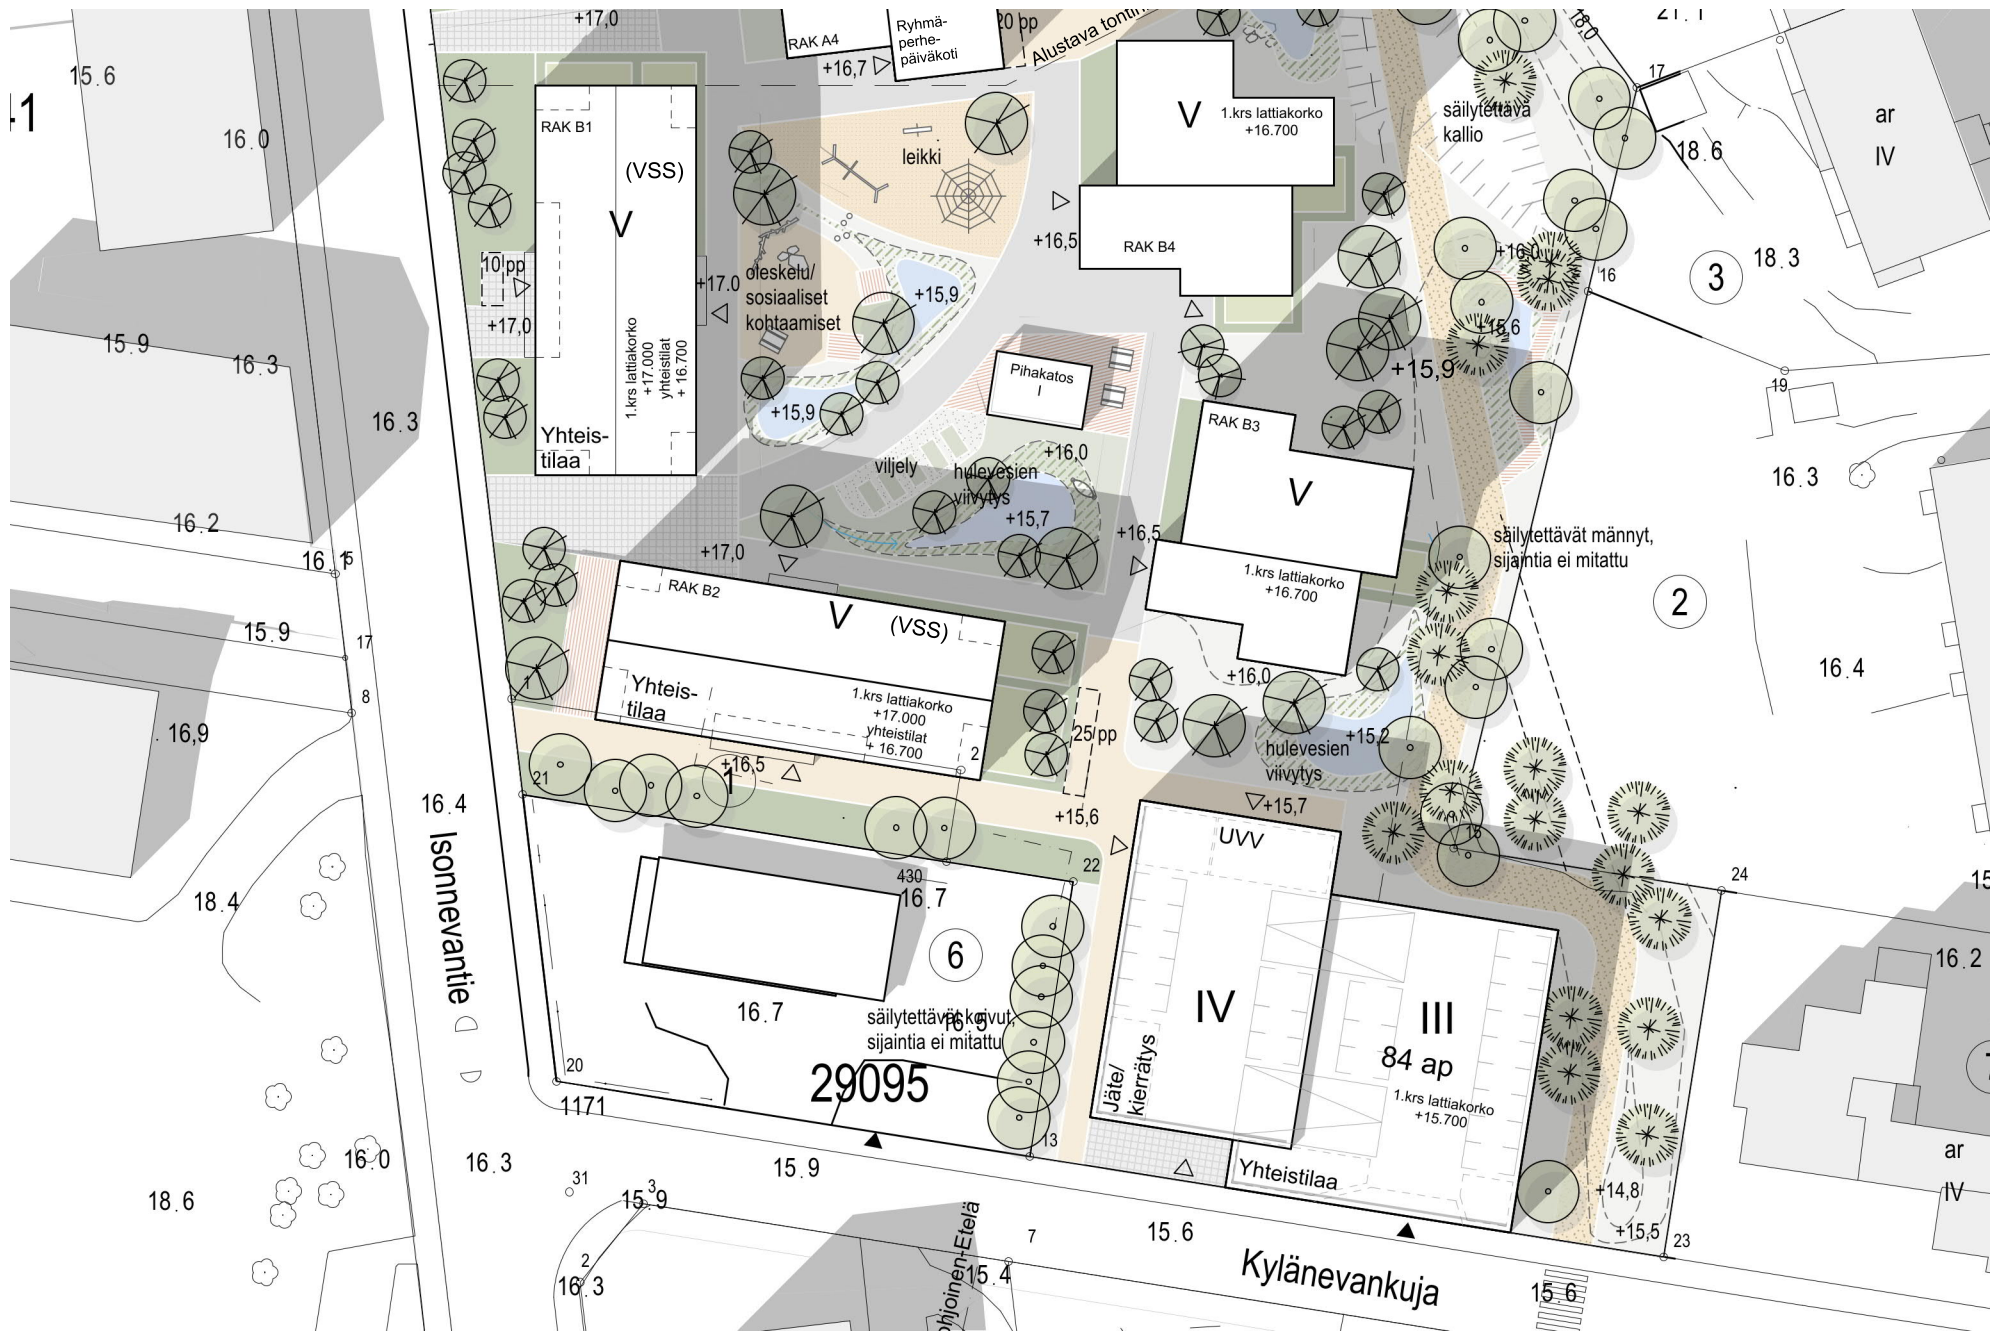 +17,0
RAK A4
Ryhmä-
perhe-
päiväkoti
20 pp
Alustava
+16,7
18,0
21.1
15.6
16.0
RAK B1
(VSS)
V
leikki
V
1.krs lattiakorko
+16.700
säilytettävä
kallio
17
18.6
ar
IV
10 pp
+17,0
+17.0
oleskelu/
sosiaaliset
kohtaamiset
+15,9
+16,5
RAK B4
+16,0
16
3
18.3
15.9
16.3
16.3
1.krs lattiakorko
+17.000
yhteistilat
+ 16.700
Pihakatos
I
+15,6
+15,9
19
+15,9
Yhteis-
tilaa
viljely
hulevesien
viivytys
+16,0
+15,7
RAK B3
V
16.3
16.2
16.1
5
+17,0
+16,5
säilytettävät männyt,
sijaintia ei mitattu
RAK B2
V
(VSS)
1.krs lattiakorko
+16.700
2
15.9
17
8
16,9
1
Yhteis-
tilaa
1.krs lattiakorko
+17.000
yhteistilat
+ 16.700
2
25 pp
+16,0
+15,2
hulevesien
viivytys
16.4
21
+16,5
1
+15,6
+15,7
16.4
Isonnevantie
18.4
430
16.7
22
UVV
15
24
6
16.7
säilytettävät koivut,
sijaintia ei mitattu
16.5
IV
III
84 ap
1.krs lattiakorko
+15.700
Jäte/
kierrätys
16.2
20
29095
1171
13
16.0
16.3
15.9
Yhteistilaa
+14,8
+15,5
23
ar
IV
18.6
31
3
15.9
2
16.3
7
15.4
15.6
Kylänevankuja
15.6